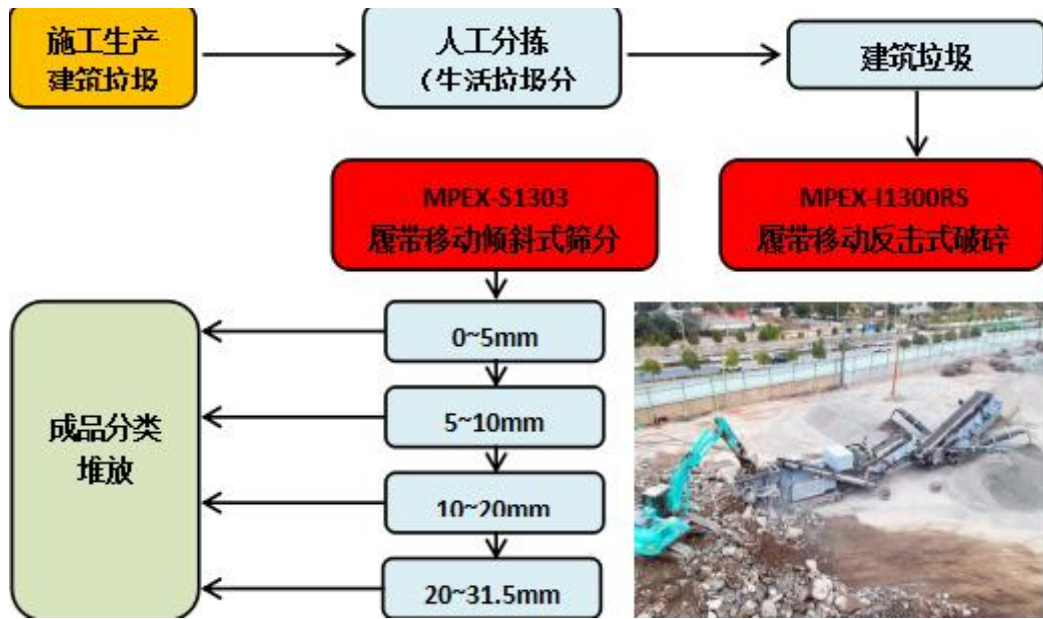 施工生产
建筑垃圾
人工分拣
（生活垃圾分
建筑垃圾
MPEX-S1303
履带移动倾斜式筛分
MPEX-I1300RS
履带移动反击式破碎
0~5mm
5~10mm
10~20mm
20~31.5mm
成品分类
堆放